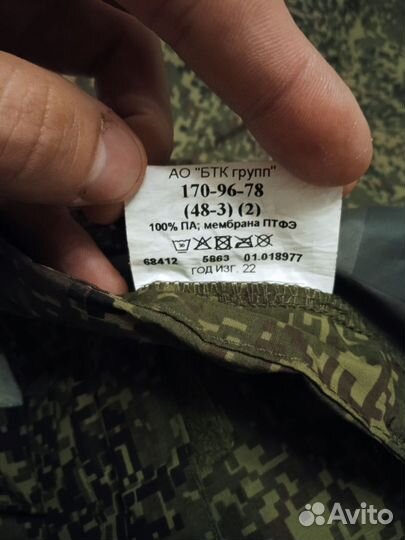 АО "БТК групп"
170-96-78
(48-3) (2)
100% ПА; мембрана ПТФЭ
68412 5863 01.018977
ГОД ИЗГ. 22
Avito